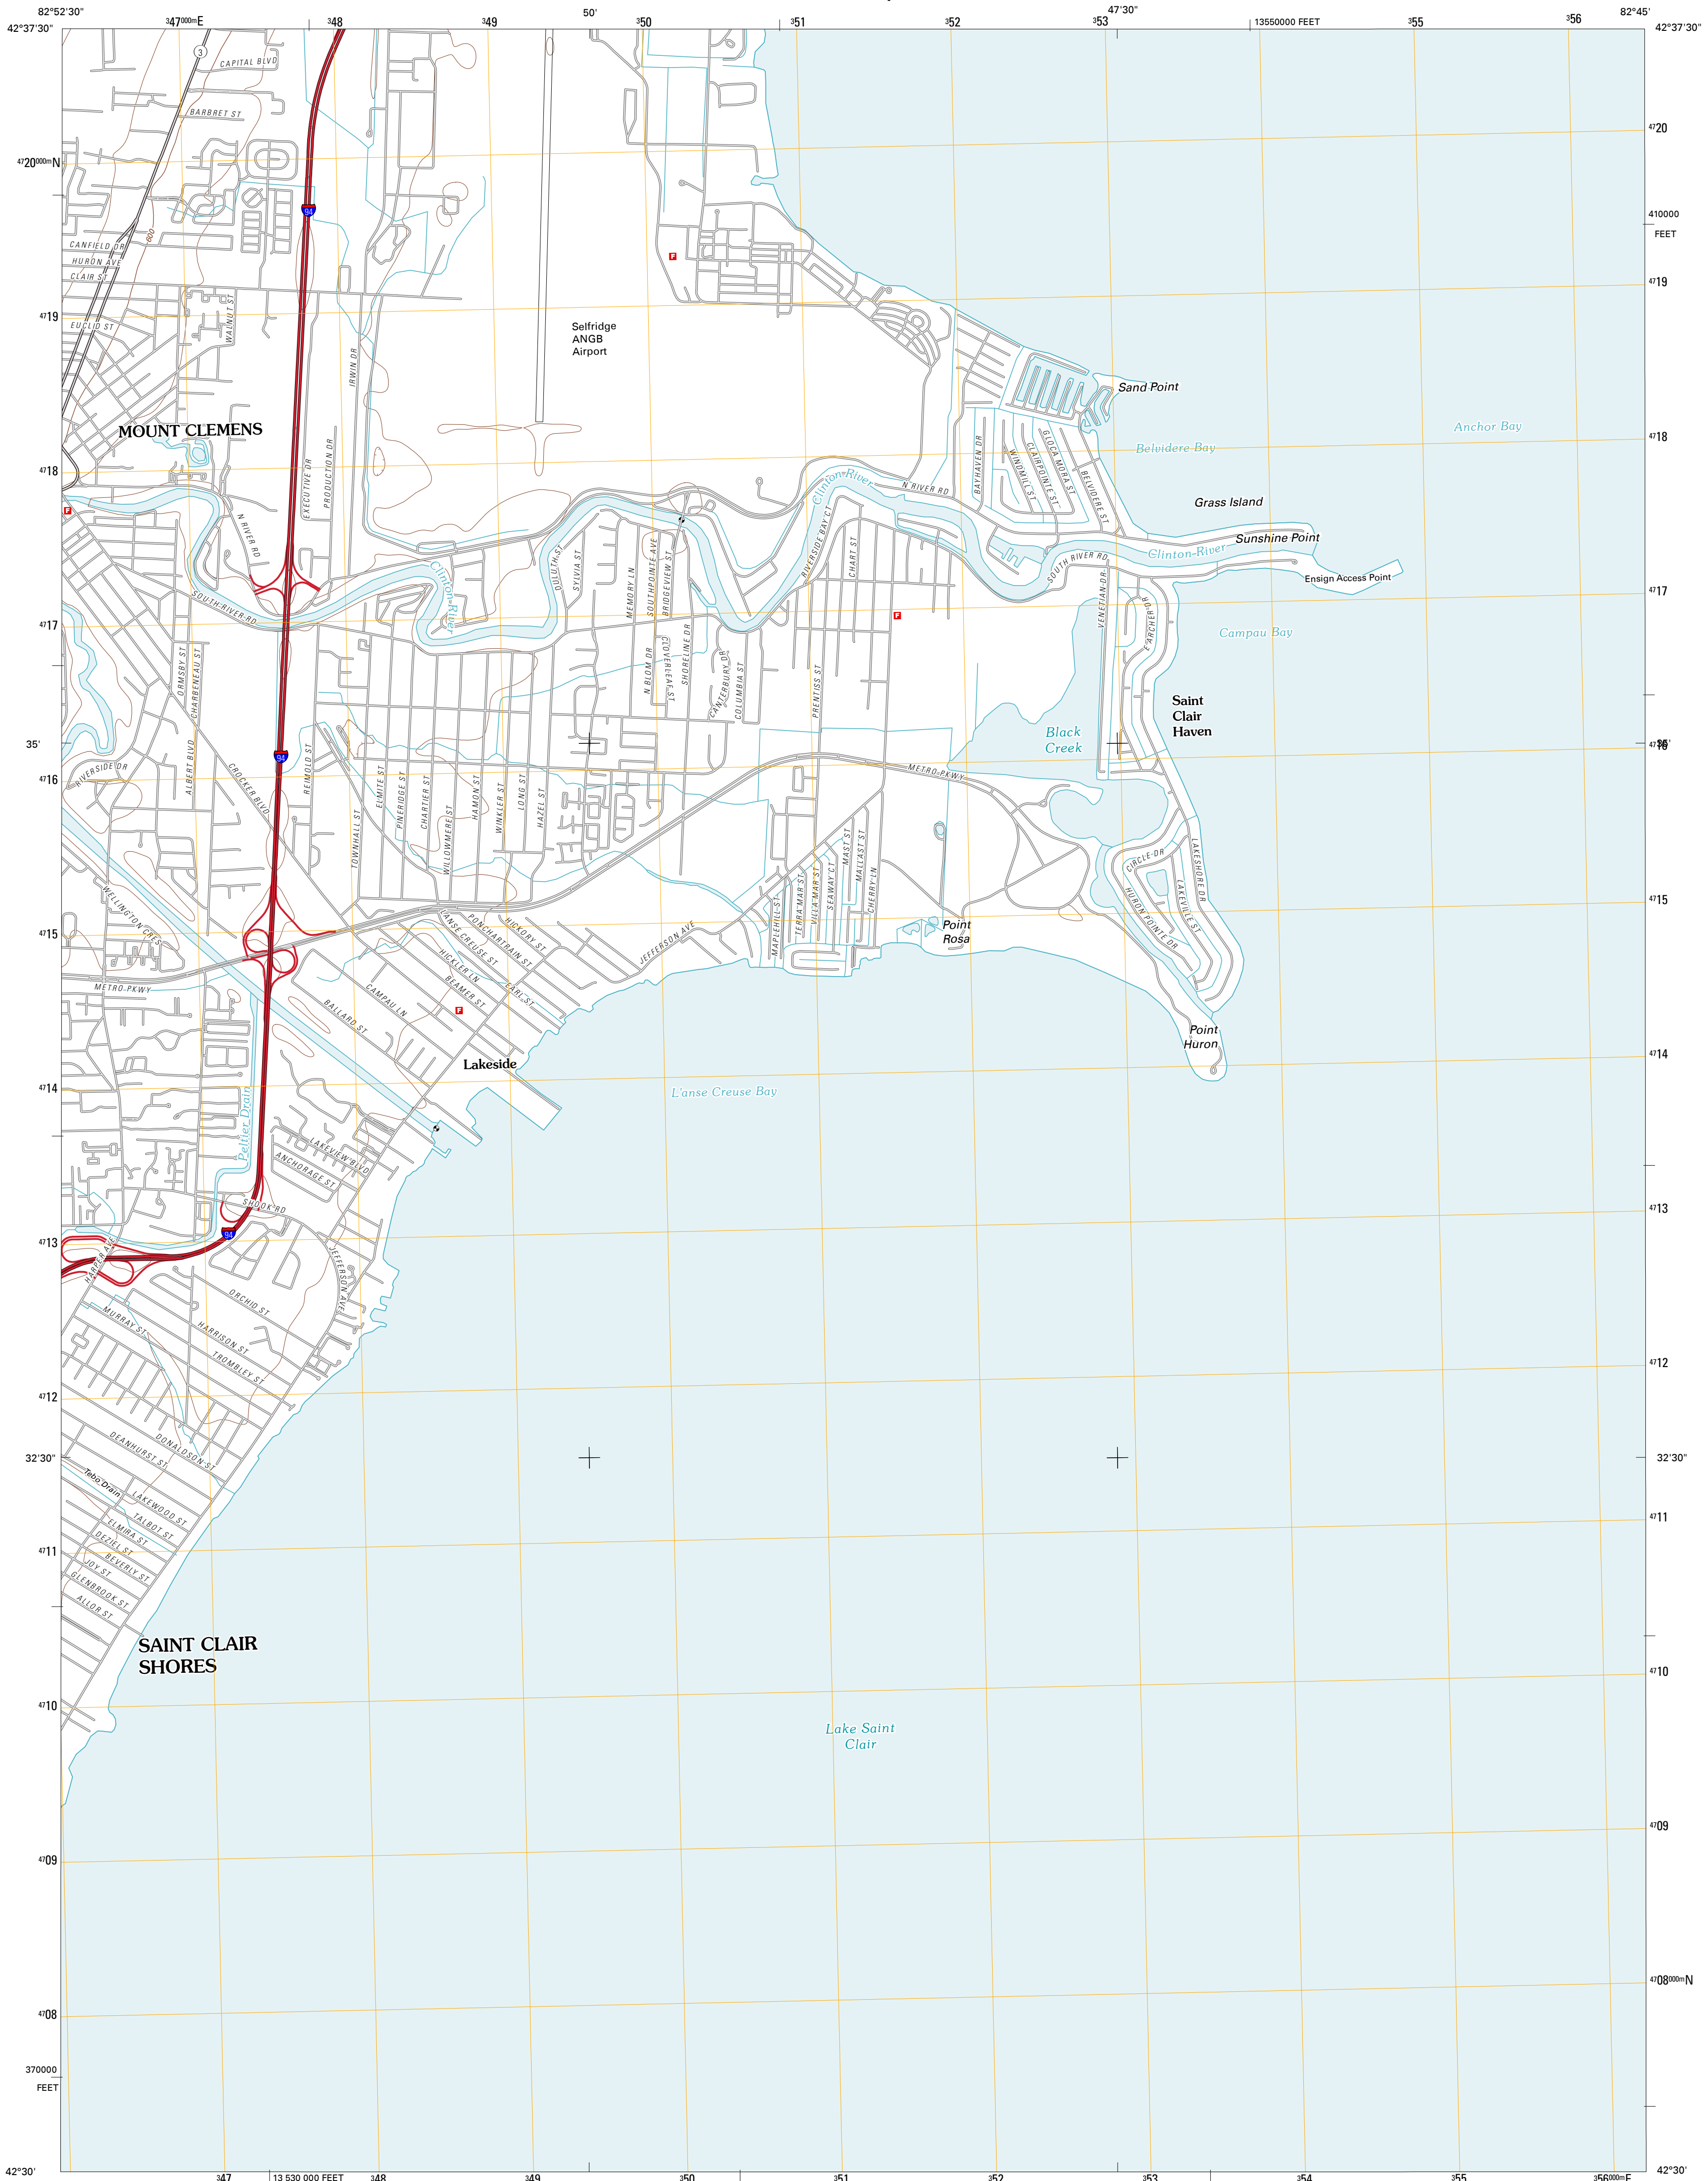 82°52'30"
³47⁰⁰⁰ᵐE
³48
³49
50'
³50
³51
³52
47'30"
³53
13550000 FEET
³55
³56
82°45'
42°37'30"
42°37'30"
3
CAPITAL BLVD
BARBRET ST
⁴⁷20
⁴⁷20⁰⁰⁰ᵐN
94
410000
FEET
600
CANFIELD DR
HURON AVE
CLAIR ST
F
⁴⁷19
⁴⁷19
EUCLID ST
WALNUT ST
IRWIN DR
Selfridge
ANGB
Airport
Sand Point
MOUNT CLEMENS
Anchor Bay
⁴⁷18
Belvidere Bay
⁴⁷18
EXECUTIVE DR
PRODUCTION DR
Clinton River
N RIVER RD
BAYHAVEN DR
WINDMILL ST
CLAIRPOINTE ST
GLOCA MORA ST
BELVIDERE ST
Grass Island
F
N RIVER RD
Sunshine Point
Clinton River
Ensign Access Point
SOUTH RIVER RD
Clinton River
DULUTH ST
SYLVIA ST
MEMORY LN
SOUTHPOINTE AVE
BRIDGEVIEW ST
RIVERSIDE BAY CT
CHART ST
SOUTH RIVER RD
VENETIAN DR
E ARCHER DR
F
⁴⁷17
⁴⁷17
Campau Bay
ORMSBY ST
CHARBENEAU ST
N BLOM DR
CLOVERLEAF ST
SHORELINE DR
CANTERBURY DR
COLUMBIA ST
PRENTISS ST
Saint
Clair
Haven
Black
Creek
35'
35'
⁴⁷16
⁴⁷16
94
RIVERSIDE DR
ALBERT BLVD
CROCKER BLVD
REIMOLD ST
TOWNHALL ST
ELMITE ST
PINERIDGE ST
CHARTIER ST
WILLOWMERE ST
HAMON ST
WINKLER ST
LONG ST
HAZEL ST
METRO PKWY
WELLINGTON CRES
MAPLEHILL ST
TERRA MAR ST
VILLA MAR ST
SEAWAY CT
MAST ST
MALLAST ST
CHERRY LN
CIRCLE DR
LAKESHORE DR
LAKEVILLE ST
HURON POINTE DR
⁴⁷15
⁴⁷15
LANSE CREUSE ST
PONCHARTRAIN ST
HICKORY ST
JEFFERSON AVE
Point
Rosa
METRO PKWY
HICKLER LN
BEAMER ST
EARL ST
CAMPAU LN
BALLARD ST
F
Point
Huron
Lakeside
⁴⁷14
⁴⁷14
L'anse Creuse Bay
Peltier Drain
LAKEVIEW BLVD
ANCHORAGE ST
SHOOK RD
94
⁴⁷13
⁴⁷13
HARPER AVE
JEFFERSON AVE
ORCHID ST
MURRAY ST
HARRISON ST
TROMBLEY ST
⁴⁷12
⁴⁷12
DEANHURST ST
DONALDSON ST
32'30"
32'30"
Tebo Drain
LAKEWOOD ST
TALBOT ST
ELMIRA ST
DEZIEL ST
BEVERLY ST
JOY ST
GLENBROOK ST
ALLOR ST
⁴⁷11
⁴⁷11
SAINT CLAIR
SHORES
⁴⁷10
⁴⁷10
Lake Saint
Clair
⁴⁷09
⁴⁷09
⁴⁷08⁰⁰⁰ᵐN
⁴⁷08
370000
FEET
42°30'
42°30'
³47
13 530 000 FEET
³48
³49
³50
³51
³52
³53
³54
³55
³56⁰⁰⁰ᵐE